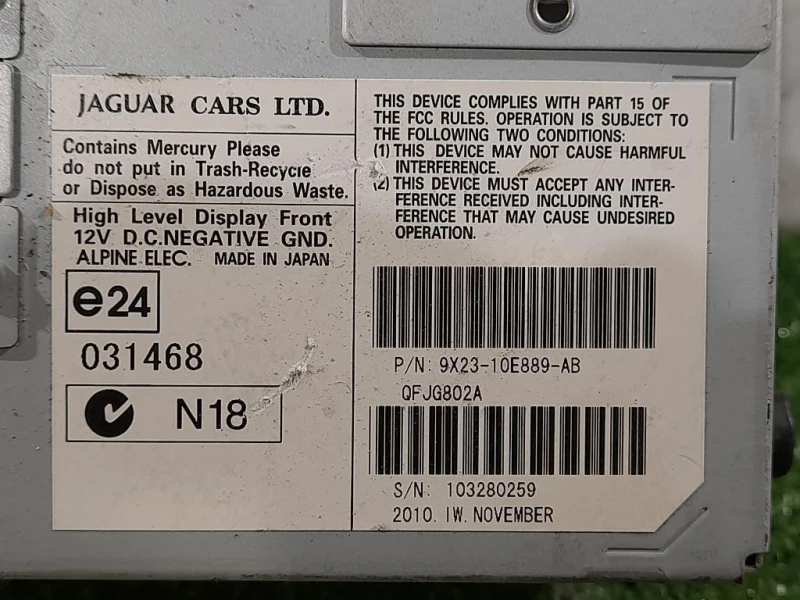 JAGUAR CARS LTD.
Contains Mercury Please
do not put in Trash-Recycle
or Dispose as Hazardous Waste.
High Level Display Front
12V D.C.NEGATIVE GND.
ALPINE ELEC. MADE IN JAPAN
e24
031468
N18
THIS DEVICE COMPLIES WITH PART 15 OF
THE FCC RULES. OPERATION IS SUBJECT TO
THE FOLLOWING TWO CONDITIONS:
(1) THIS DEVICE MAY NOT CAUSE HARMFUL
INTERFERENCE.
(2) THIS DEVICE MUST ACCEPT ANY INTER-
FERENCE RECEIVED INCLUDING INTER-
FERENCE THAT MAY CAUSE UNDESIRED
OPERATION.
P/N: 9X23-10E889-AB
QFJG802A
S/N: 103280259
2010. IW. NOVEMBER